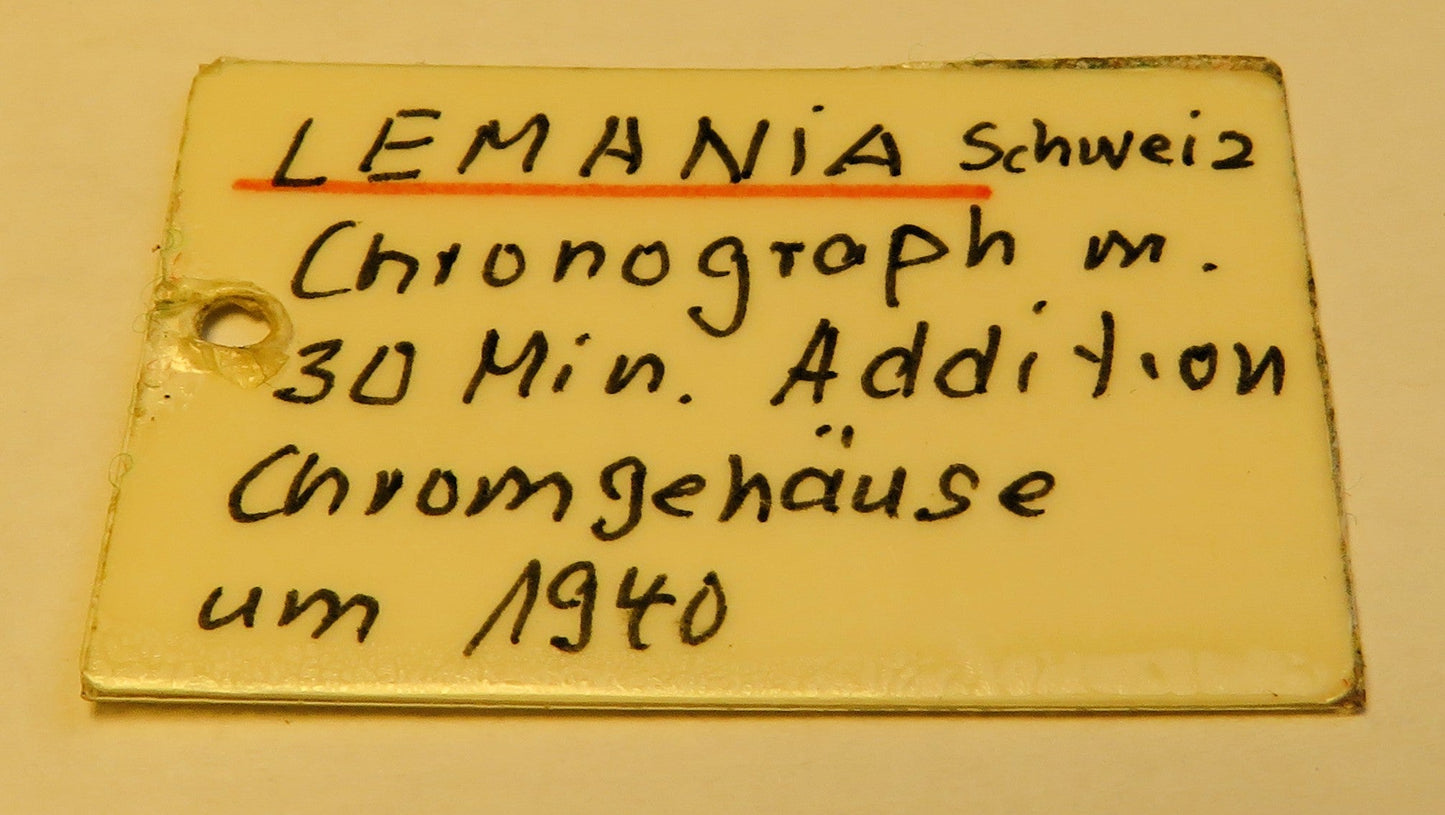 LEMANiA Schweiz
Chronograph m.
30 Min. Addition
Chromgehäuse
um 1940